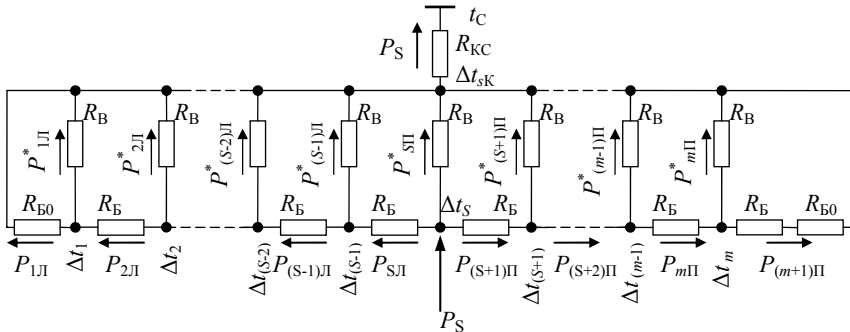 t_C
P_S R_КС
Δt_sК
R_В R_В R_В R_В R_В R_В R_В R_В
P*_1Л P*_2Л P*_(S-2)Л P*_(S-1)Л P*_SП P*_(S+1)П P*_(m-1)П P*_mП
R_Б0 R_Б R_Б R_Б Δt_S R_Б R_Б R_Б R_Б0
P_1Л Δt_1 P_2Л Δt_2 Δt_(S-2) P_(S-1)Л Δt_(S-1) P_SЛ P_(S+1)П Δt_(S+1) P_(S+2)П Δt_(m-1) P_mП Δt_m P_(m+1)П
P_S